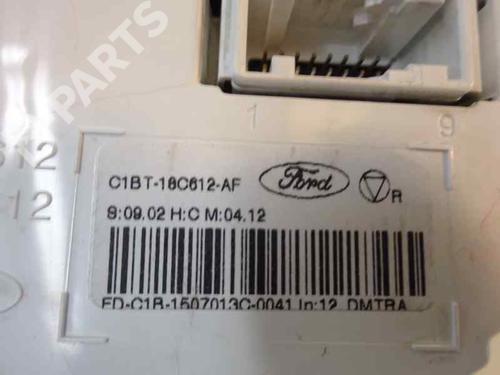 PARTS
1 9
612
12
C1BT-18C612-AF Ford
R
S:09.02 H:C M:04.12
FD-C1B-1507013C-0041 In:12 DMTRA